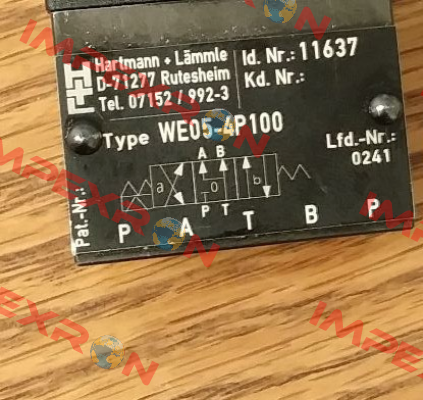 Hartmann + Lämmle
D-71277 Rutesheim
Tel. 07152 / 992-3
Id. Nr.: 11637
Kd. Nr.:
Type WE05-4P100
Lfd.-Nr.:
0241
Pat.-Nr.:
A B
a 0 b
P T
P A T B P
IMPEXRON
IMPEXRON
IMPEXRON
IMPEXRON